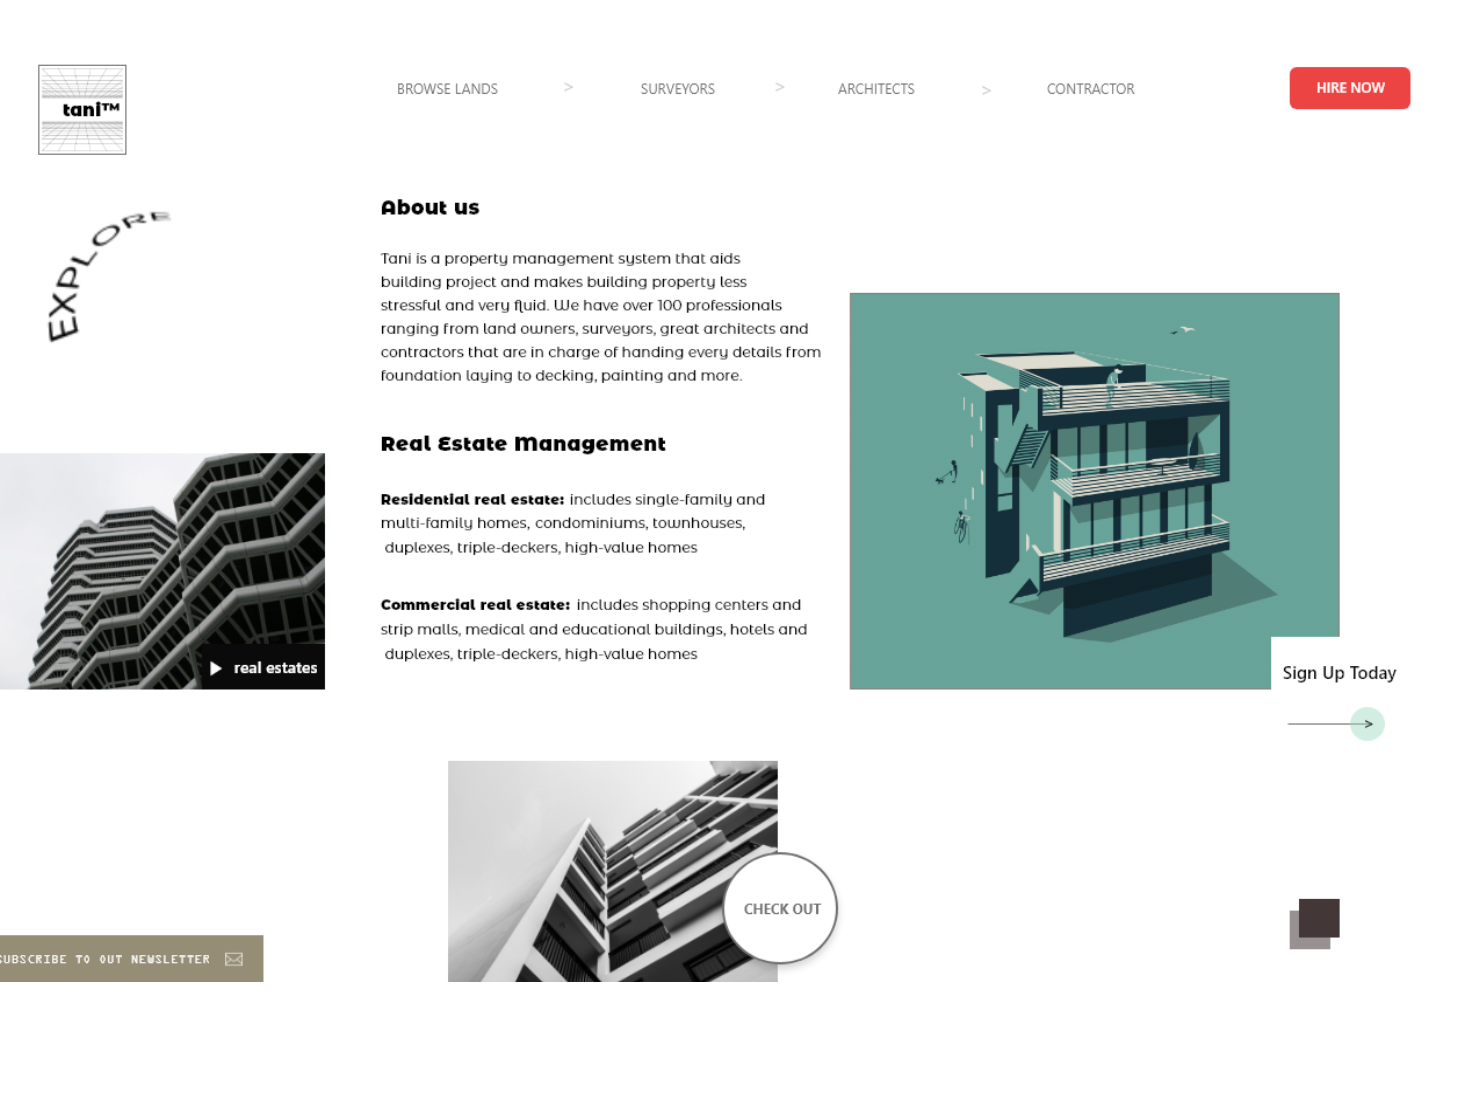 tani™
BROWSE LANDS > SURVEYORS > ARCHITECTS > CONTRACTOR
HIRE NOW
EXPLORE
About us
Tani is a property management system that aids
building project and makes building property less
stressful and very fluid. We have over 100 professionals
ranging from land owners, surveyors, great architects and
contractors that are in charge of handing every details from
foundation laying to decking, painting and more.
Real Estate Management
Residential real estate: includes single-family and
multi-family homes, condominiums, townhouses,
duplexes, triple-deckers, high-value homes
Commercial real estate: includes shopping centers and
strip malls, medical and educational buildings, hotels and
duplexes, triple-deckers, high-value homes
real estates
Sign Up Today
>
CHECK OUT
SUBSCRIBE TO OUT NEWSLETTER